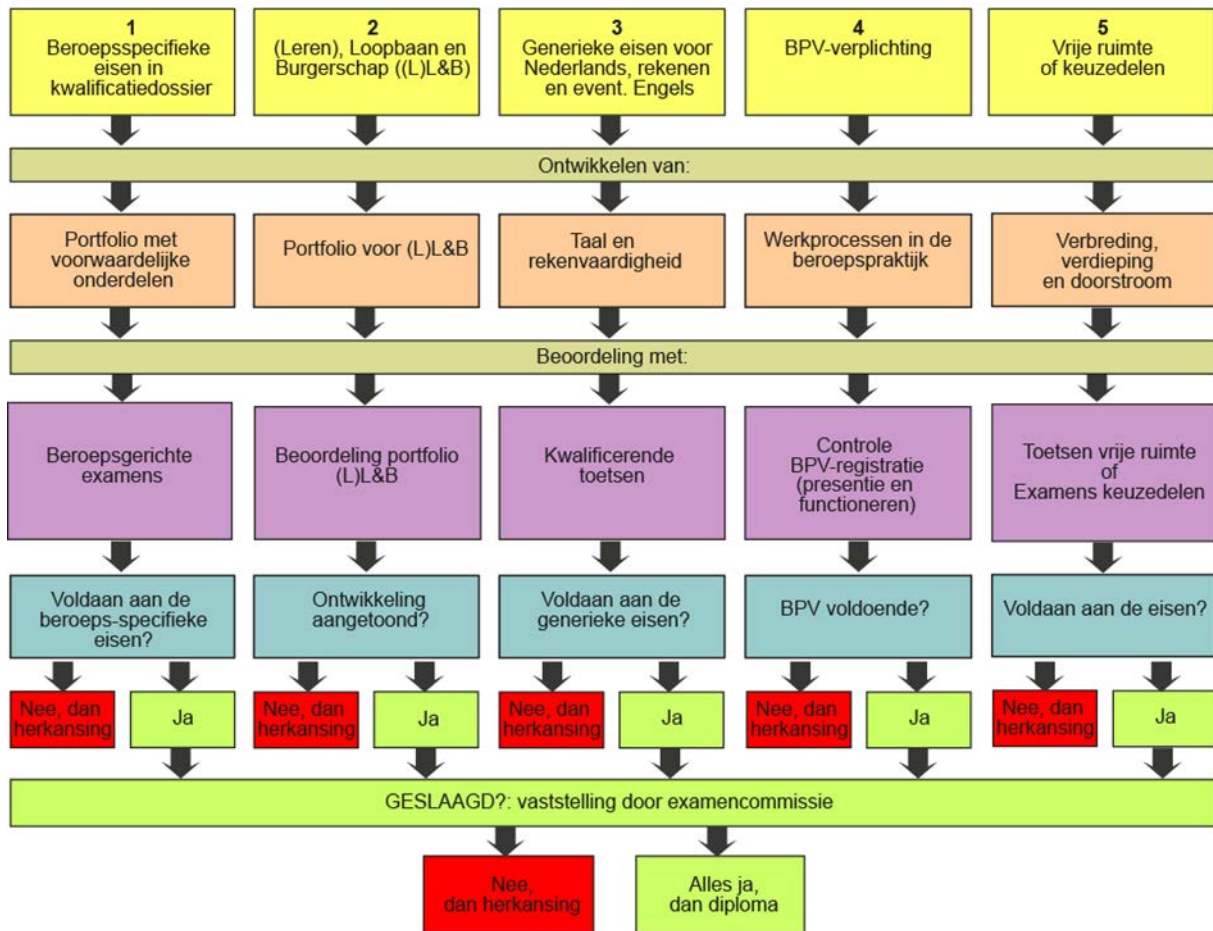 1
Beroepsspecifieke
eisen in
kwalificatiedossier
2
(Leren), Loopbaan en
Burgerschap ((L)L&B)
3
Generieke eisen voor
Nederlands, rekenen
en event. Engels
4
BPV-verplichting
5
Vrije ruimte
of keuzedelen
Ontwikkelen van:
Portfolio met
voorwaardelijke
onderdelen
Portfolio voor (L)L&B
Taal en
rekenvaardigheid
Werkprocessen in de
beroepspraktijk
Verbreding,
verdieping
en doorstroom
Beoordeling met:
Beroepsgerichte
examens
Beoordeling portfolio
(L)L&B
Kwalificerende
toetsen
Controle
BPV-registratie
(presentie en
functioneren)
Toetsen vrije ruimte
of
Examens keuzedelen
Voldaan aan de
beroeps-specifieke
eisen?
Ontwikkeling
aangetoond?
Voldaan aan de
generieke eisen?
BPV voldoende?
Voldaan aan de eisen?
Nee, dan
herkansing
Ja
Nee, dan
herkansing
Ja
Nee, dan
herkansing
Ja
Nee, dan
herkansing
Ja
Nee, dan
herkansing
Ja
GESLAAGD?: vaststelling door examencommissie
Nee,
dan herkansing
Alles ja,
dan diploma